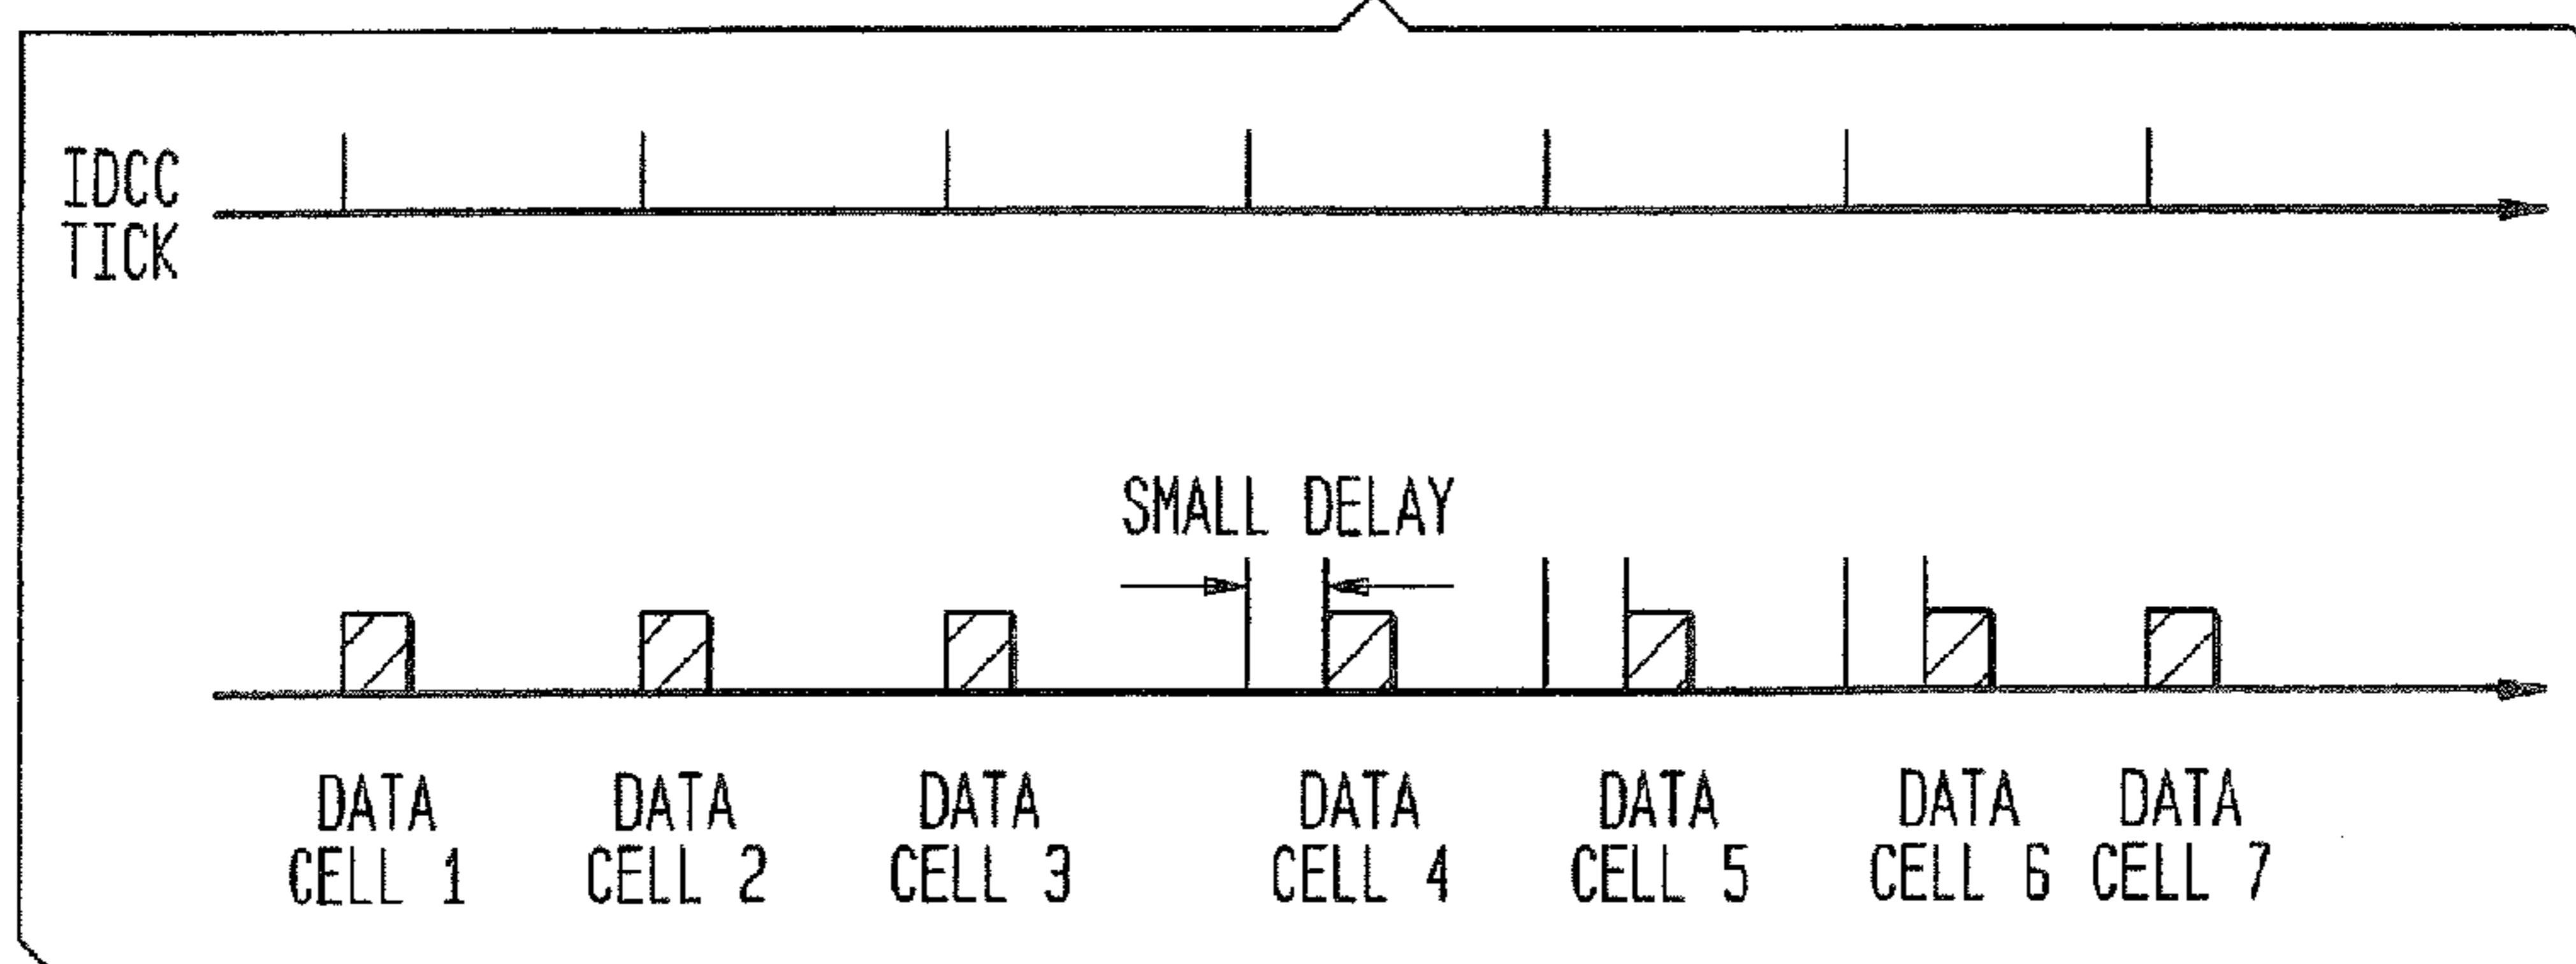 IDCC
TICK
SMALL DELAY
DATA
CELL 1
DATA
CELL 2
DATA
CELL 3
DATA
CELL 4
DATA
CELL 5
DATA
CELL 6
DATA
CELL 7